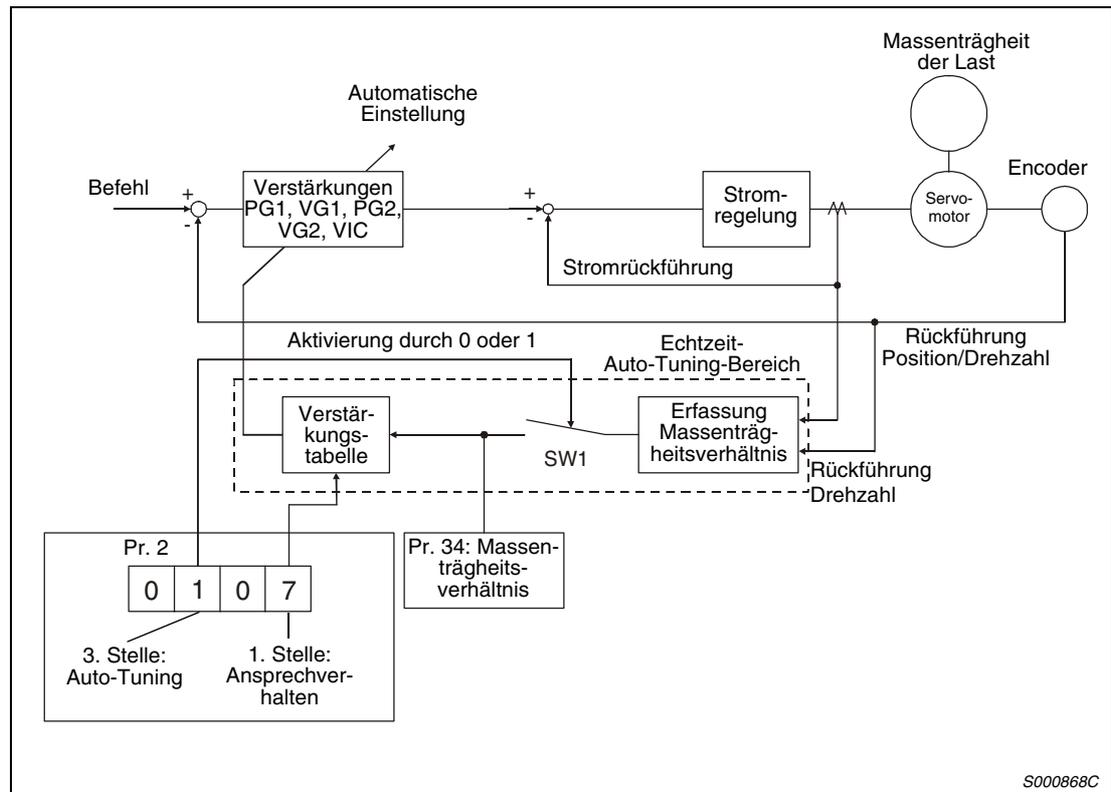 Massenträgheit
der Last
Automatische
Einstellung
Encoder
Befehl
+
-
Verstärkungen
PG1, VG1, PG2,
VG2, VIC
+
-
Strom-
regelung
Servo-
motor
Stromrückführung
Aktivierung durch 0 oder 1
Echtzeit-
Auto-Tuning-Bereich
Rückführung
Position/Drehzahl
Verstär-
kungs-
tabelle
SW1
Erfassung
Massenträg-
heitsverhältnis
Rückführung
Drehzahl
Pr. 2
0 1 0 7
3. Stelle:
Auto-Tuning
1. Stelle:
Ansprechver-
halten
Pr. 34: Massen-
trägheits-
verhältnis
S000868C